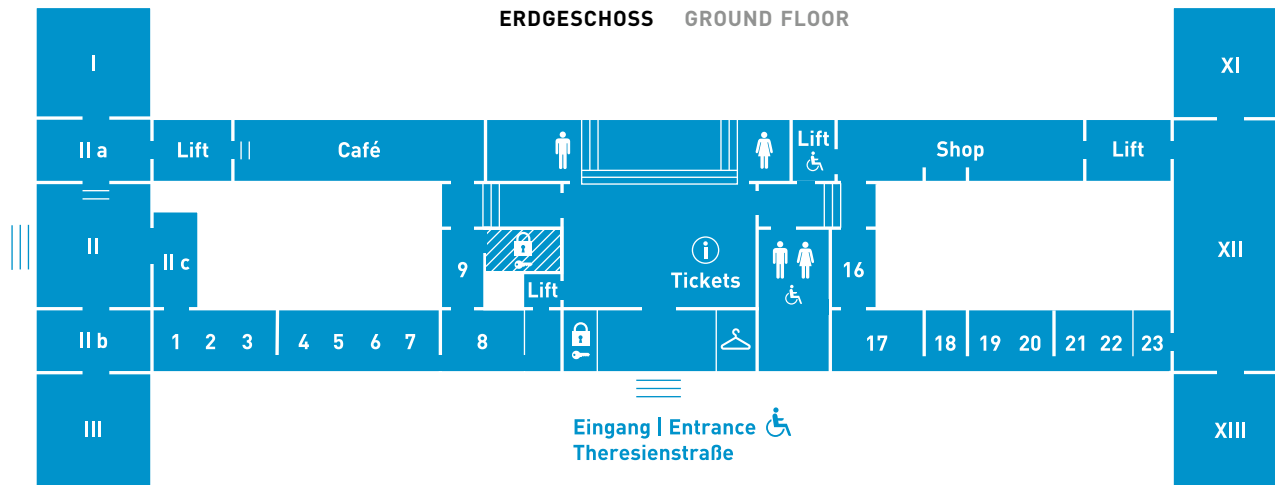 ERDGESCHOSS GROUND FLOOR
I
XI
II a
Lift
Café
Lift
Shop
Lift
II
II c
9
i
Tickets
16
XII
Lift
II b
1 2 3 4 5 6 7 8
17 18 19 20 21 22 23
III
Eingang | Entrance
Theresienstraße
XIII